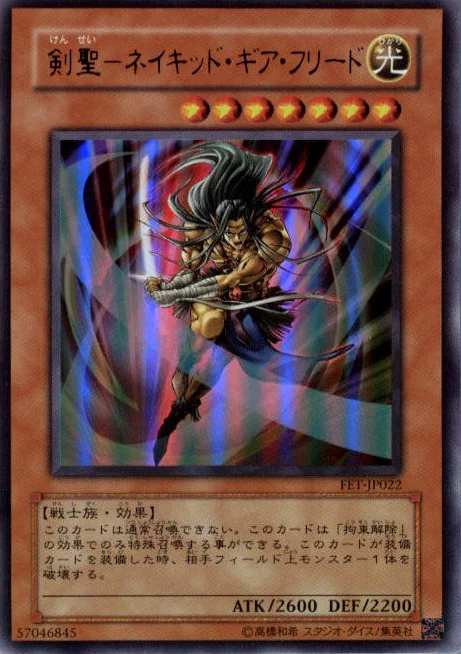 けん せい
剣聖－ネイキッド・ギア・フリード
ひかり
光
FET-JP022
【戦士族・効果】
このカードは通常召喚できない。このカードは「拘束解除」
の効果でのみ特殊召喚する事ができる。このカードが装備
カードを装備した時、相手フィールド上モンスター１体を
破壊する。
ATK/2600 DEF/2200
57046845
©高橋和希 スタジオ・ダイス/集英社